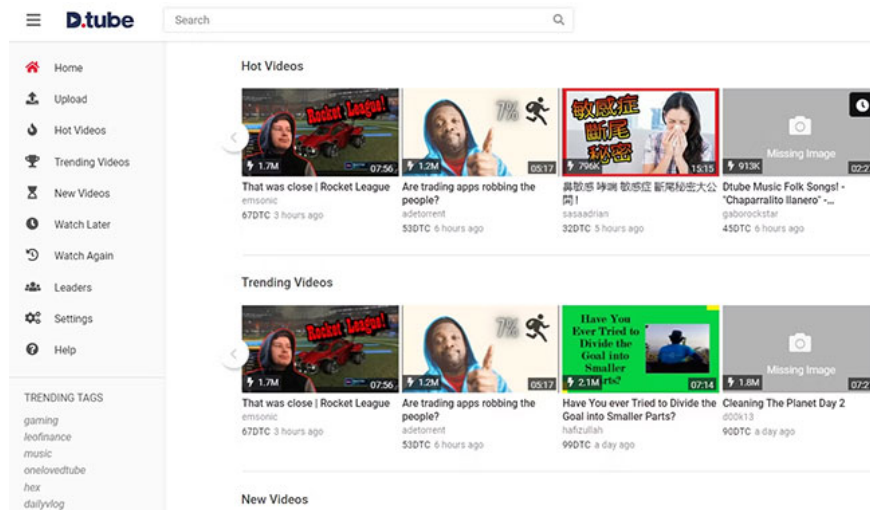 D.tube
Search
Home
Upload
Hot Videos
Trending Videos
New Videos
Watch Later
Watch Again
Leaders
Settings
Help
TRENDING TAGS
gaming
leofinance
music
onelovedtube
hex
dailyvlog
Hot Videos
Rocket League!
1.7M
07:56
That was close | Rocket League
emsonic
67DTC 3 hours ago
7%
1.2M
05:17
Are trading apps robbing the
people?
adetorrent
53DTC 6 hours ago
敏感症
斷尾
秘密
796K
15:15
鼻敏感 哮喘 敏感症 斷尾秘密大公
開 !
sasaadrian
32DTC 5 hours ago
Missing Image
913K
02:27
Dtube Music Folk Songs! -
"Chaparralito llanero" -...
gaborockstar
45DTC 6 hours ago
Trending Videos
Rocket League!
1.7M
07:56
That was close | Rocket League
emsonic
67DTC 3 hours ago
7%
1.2M
05:17
Are trading apps robbing the
people?
adetorrent
53DTC 6 hours ago
Have You
Ever Tried to
Divide the
Goal into
Smaller
rts?
2.1M
07:14
Have You ever Tried to Divide the
Goal into Smaller Parts?
hafizullah
99DTC a day ago
Missing Image
1.8M
07:27
Cleaning The Planet Day 2
d00k13
90DTC a day ago
New Videos